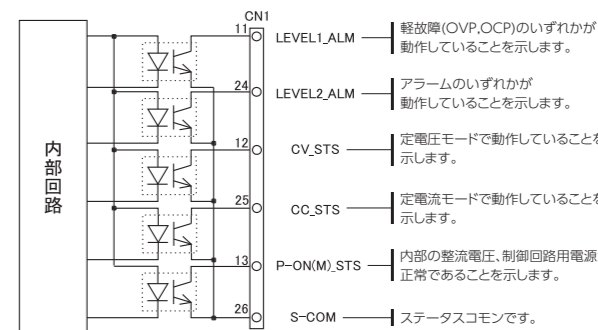 CN1
内部回路
11 LEVEL1_ALM 軽故障(OVP,OCP)のいずれかが
動作していることを示します。
24 LEVEL2_ALM アラームのいずれかが
動作していることを示します。
12 CV_STS 定電圧モードで動作していることを
示します。
25 CC_STS 定電流モードで動作していることを
示します。
13 P-ON(M)_STS 内部の整流電圧、制御回路用電源
正常であることを示します。
26 S-COM ステータスコモンです。